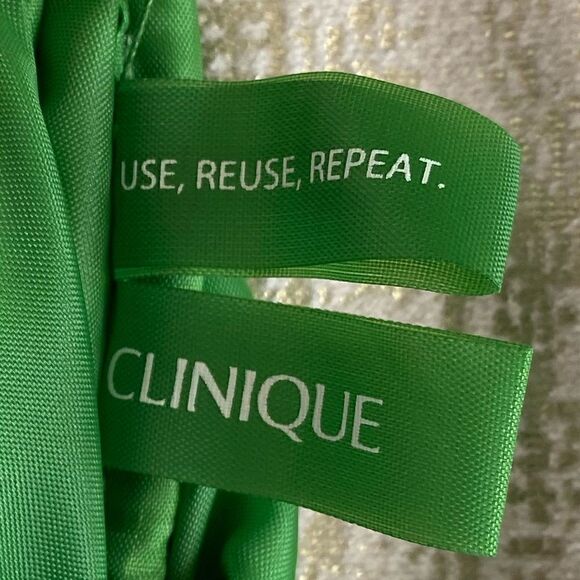 USE, REUSE, REPEAT.
CLINIQUE